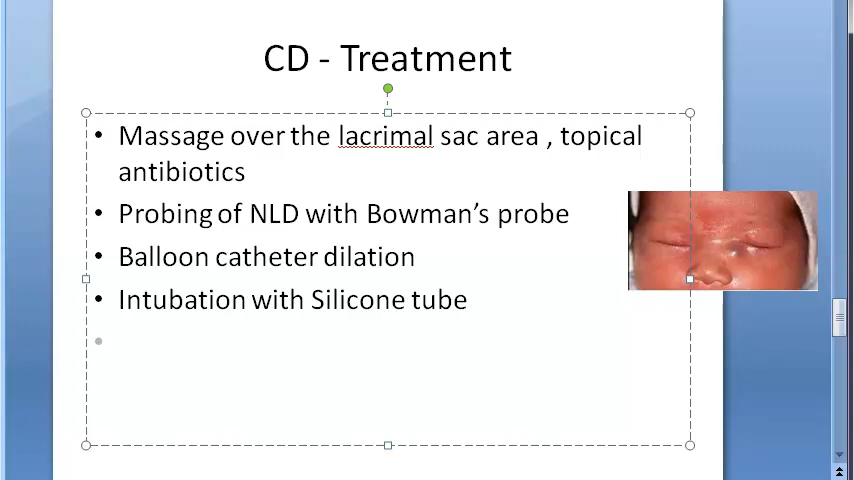 CD - Treatment
• Massage over the lacrimal sac area , topical
antibiotics
• Probing of NLD with Bowman's probe
• Balloon catheter dilation
• Intubation with Silicone tube
•